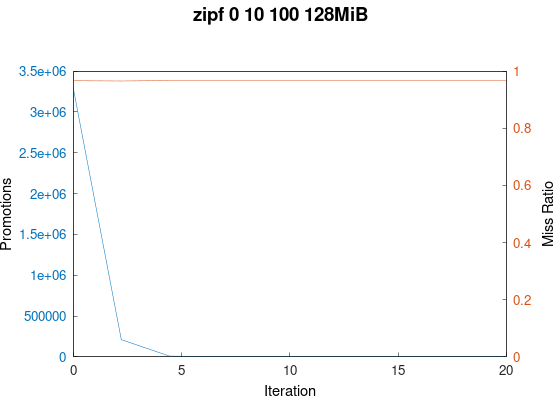 zipf 0 10 100 128MiB
3.5e+06
3e+06
2.5e+06
2e+06
1.5e+06
1e+06
500000
0
Promotions
1
0.8
0.6
0.4
0.2
0
Miss Ratio
0 5 10 15 20
Iteration